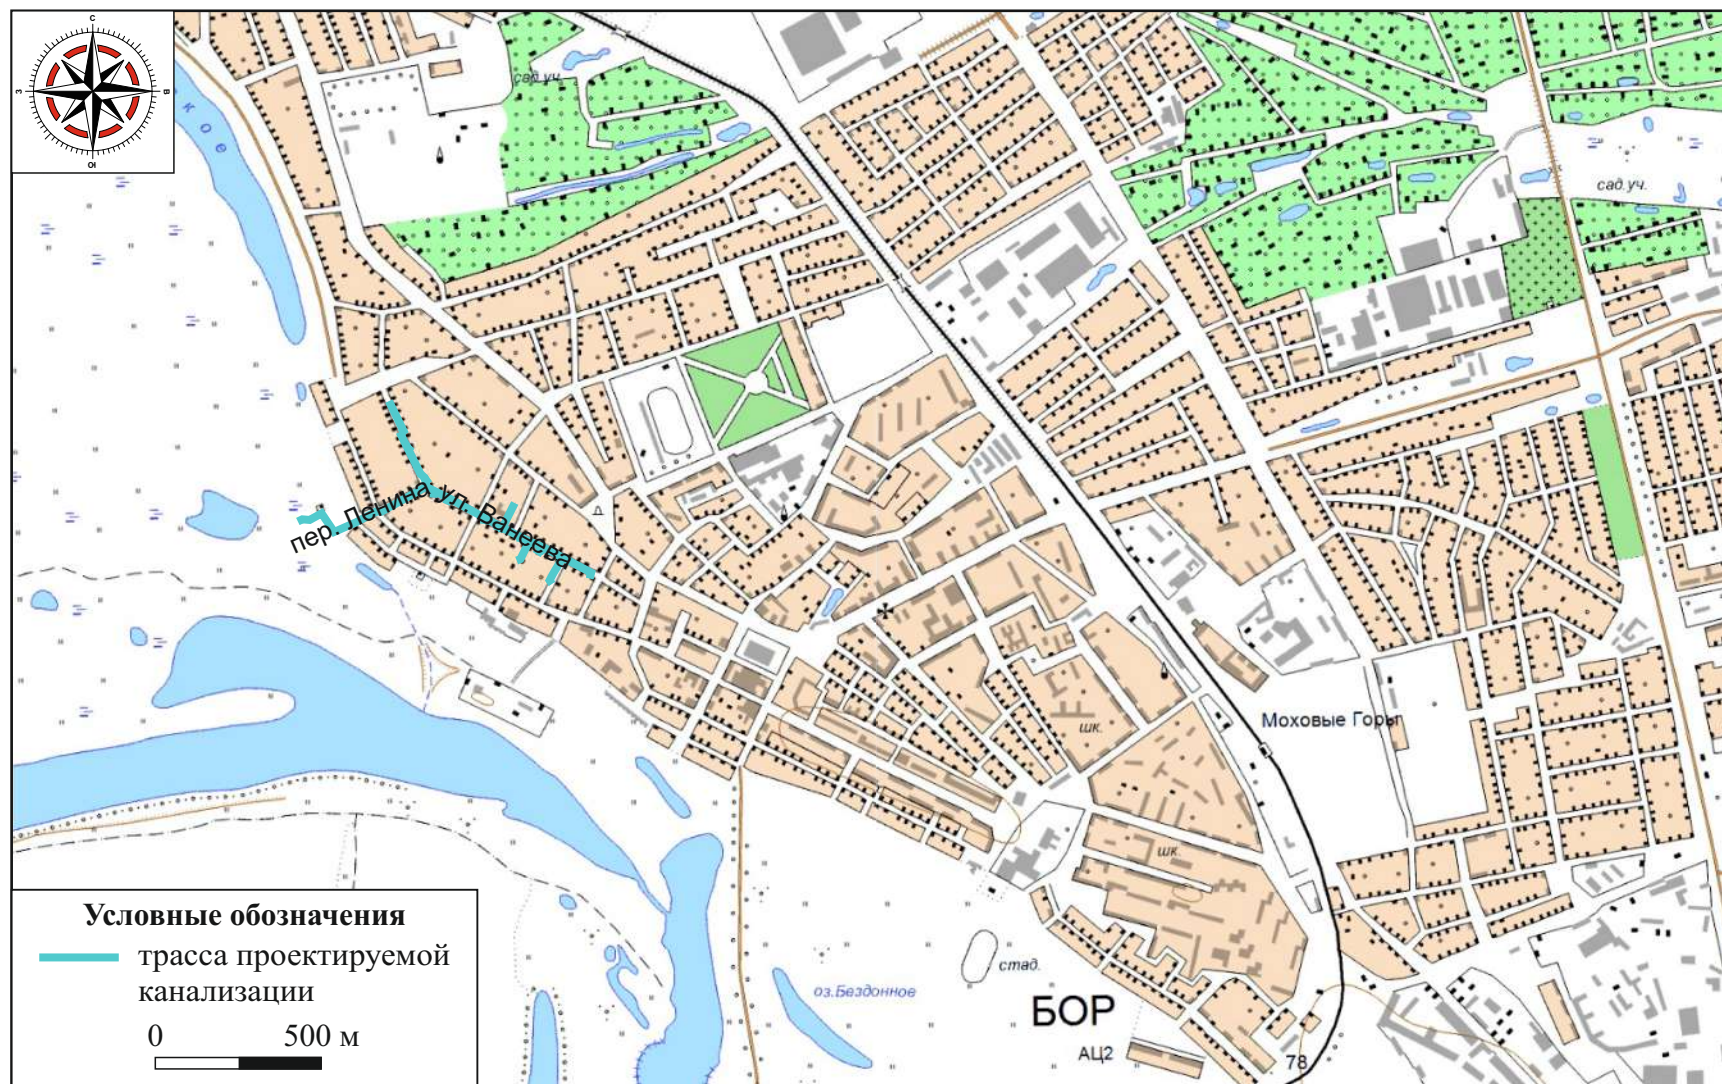 С
З
В
Ю
кое
сад.уч.
сад.уч.
пер. Ленина
ул. Ванеева
Д
шк.
Моховые Горы
шк.
стад.
оз.Бездонное
БОР
АЦ2
78
Условные обозначения
трасса проектируемой
канализации
0 500 м